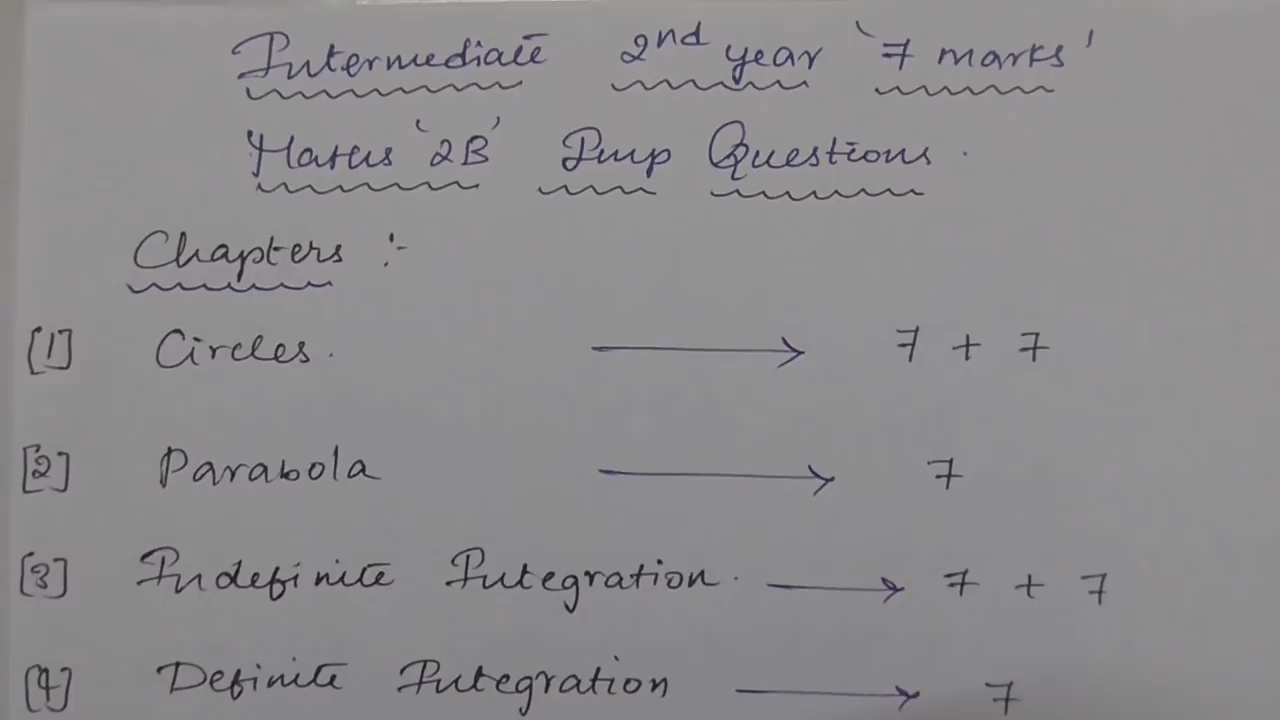 Intermediate 2nd year '7 marks'
Maths '2B' Imp Questions.
Chapters :-
[1] Circles. → 7 + 7
[2] Parabola → 7
[3] Indefinite Integration. → 7 + 7
[4] Definite Integration → 7